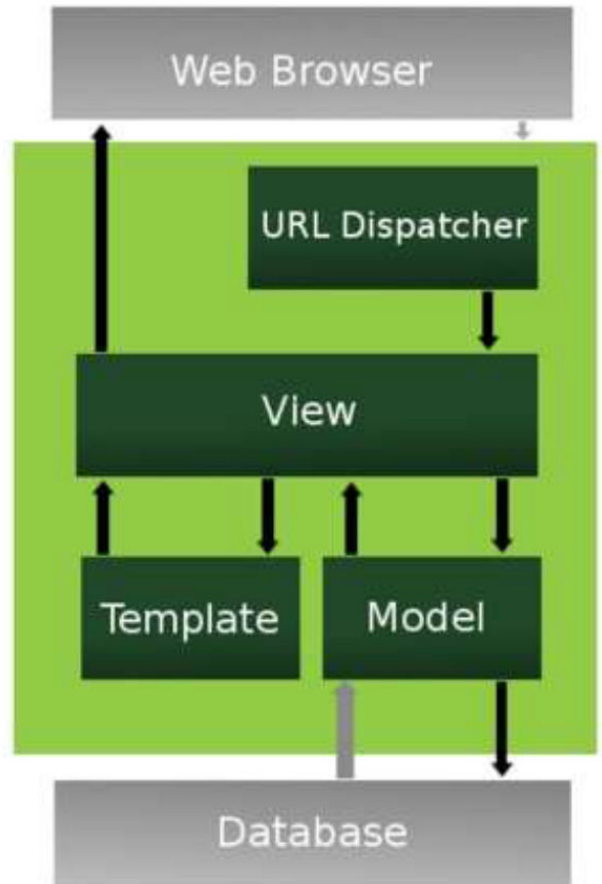 Web Browser
URL Dispatcher
View
Template
Model
Database